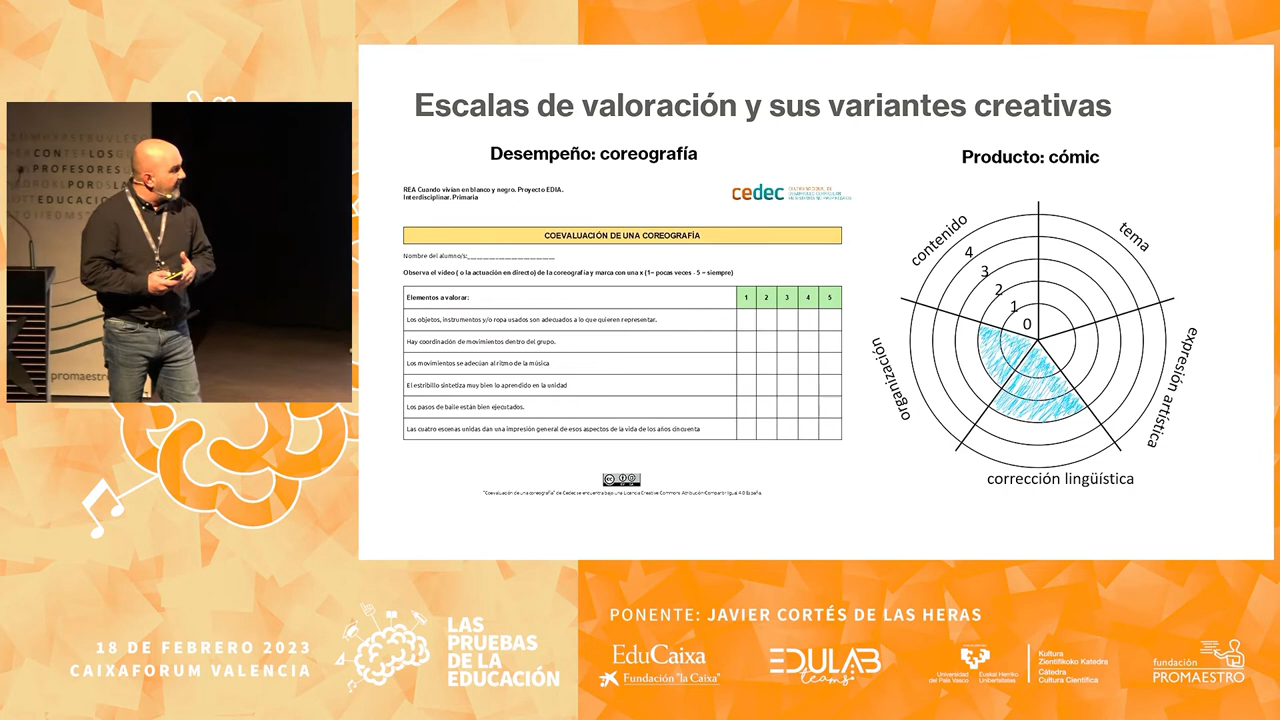 Escalas de valoración y sus variantes creativas
Desempeño: coreografía
Producto: cómic
REA Cuando vivían en blanco y negro. Proyecto EDIA.
Interdisciplinar. Primaria
cedec
COEVALUACIÓN DE UNA COREOGRAFÍA
Nombre del alumno/s:
Observa el vídeo ( o la actuación en directo) de la coreografía y marca con una x (1= pocas veces - 5 = siempre)
Elementos a valorar: 1 2 3 4 5
Los objetos, instrumentos y/o ropa usados son adecuados a lo que quieren representar.
Hay coordinación de movimientos dentro del grupo.
Los movimientos se adecúan al ritmo de la música
El estribillo sintetiza muy bien lo aprendido en la unidad
Los pasos de baile están bien ejecutados.
Las cuatro escenas unidas dan una impresión general de esos aspectos de la vida de los años cincuenta
"Coevaluación de una coreografía" de Cedec se encuentra bajo una Licencia Creative Commons Atribución-Compartir Igual 4.0 España.
contenido
tema
4
3
2
1
0
organización
expresión artística
corrección lingüística
CON LOS
PROFESORES
POR
EDUCACIÓN
promaestro
18 DE FEBRERO 2023
CAIXAFORUM VALENCIA
LAS
PRUEBAS
DE LA
EDUCACIÓN
PONENTE: JAVIER CORTÉS DE LAS HERAS
EduCaixa
Fundación "la Caixa"
EDULAB
teams
Universidad
del País Vasco
Euskal Herriko
Unibertsitatea
Kultura
Zientifikoko Katedra
Cátedra
Cultura Científica
fundación
PROMAESTRO